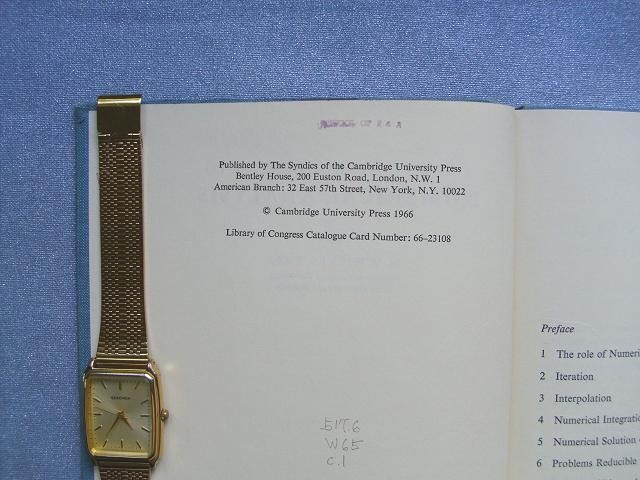 OF R & A
Published by The Syndics of the Cambridge University Press
Bentley House, 200 Euston Road, London, N.W. 1
American Branch: 32 East 57th Street, New York, N.Y. 10022
© Cambridge University Press 1966
Library of Congress Catalogue Card Number: 66–23108
517.6
W65
c.1
Preface
1 The role of Numeri
2 Iteration
3 Interpolation
4 Numerical Integratio
5 Numerical Solution
6 Problems Reducible